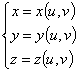 x = x(u,v)
y = y(u,v)
z = z(u,v)